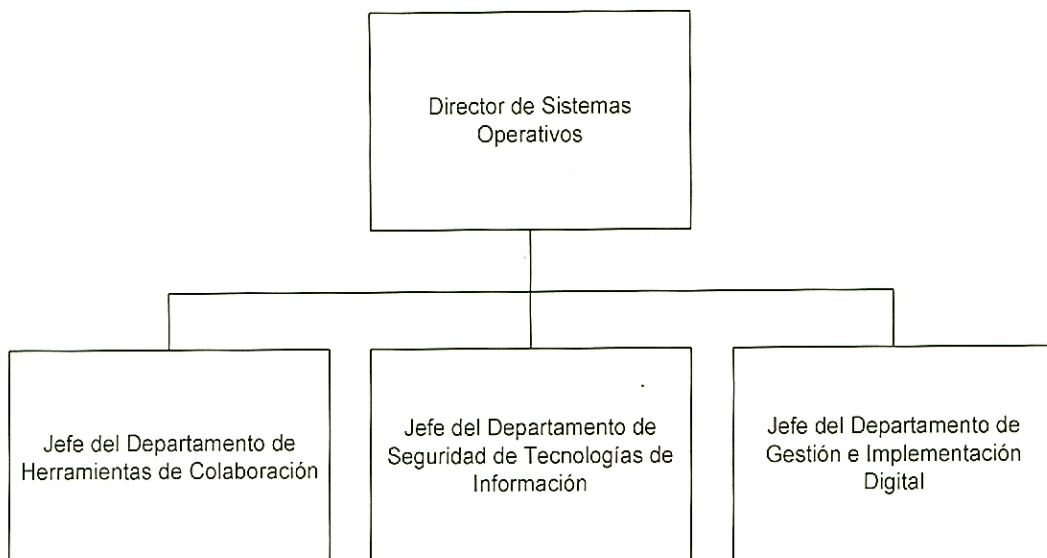 Director de Sistemas
Operativos
Jefe del Departamento de
Herramientas de Colaboración
Jefe del Departamento de
Seguridad de Tecnologías de
Información
Jefe del Departamento de
Gestión e Implementación
Digital